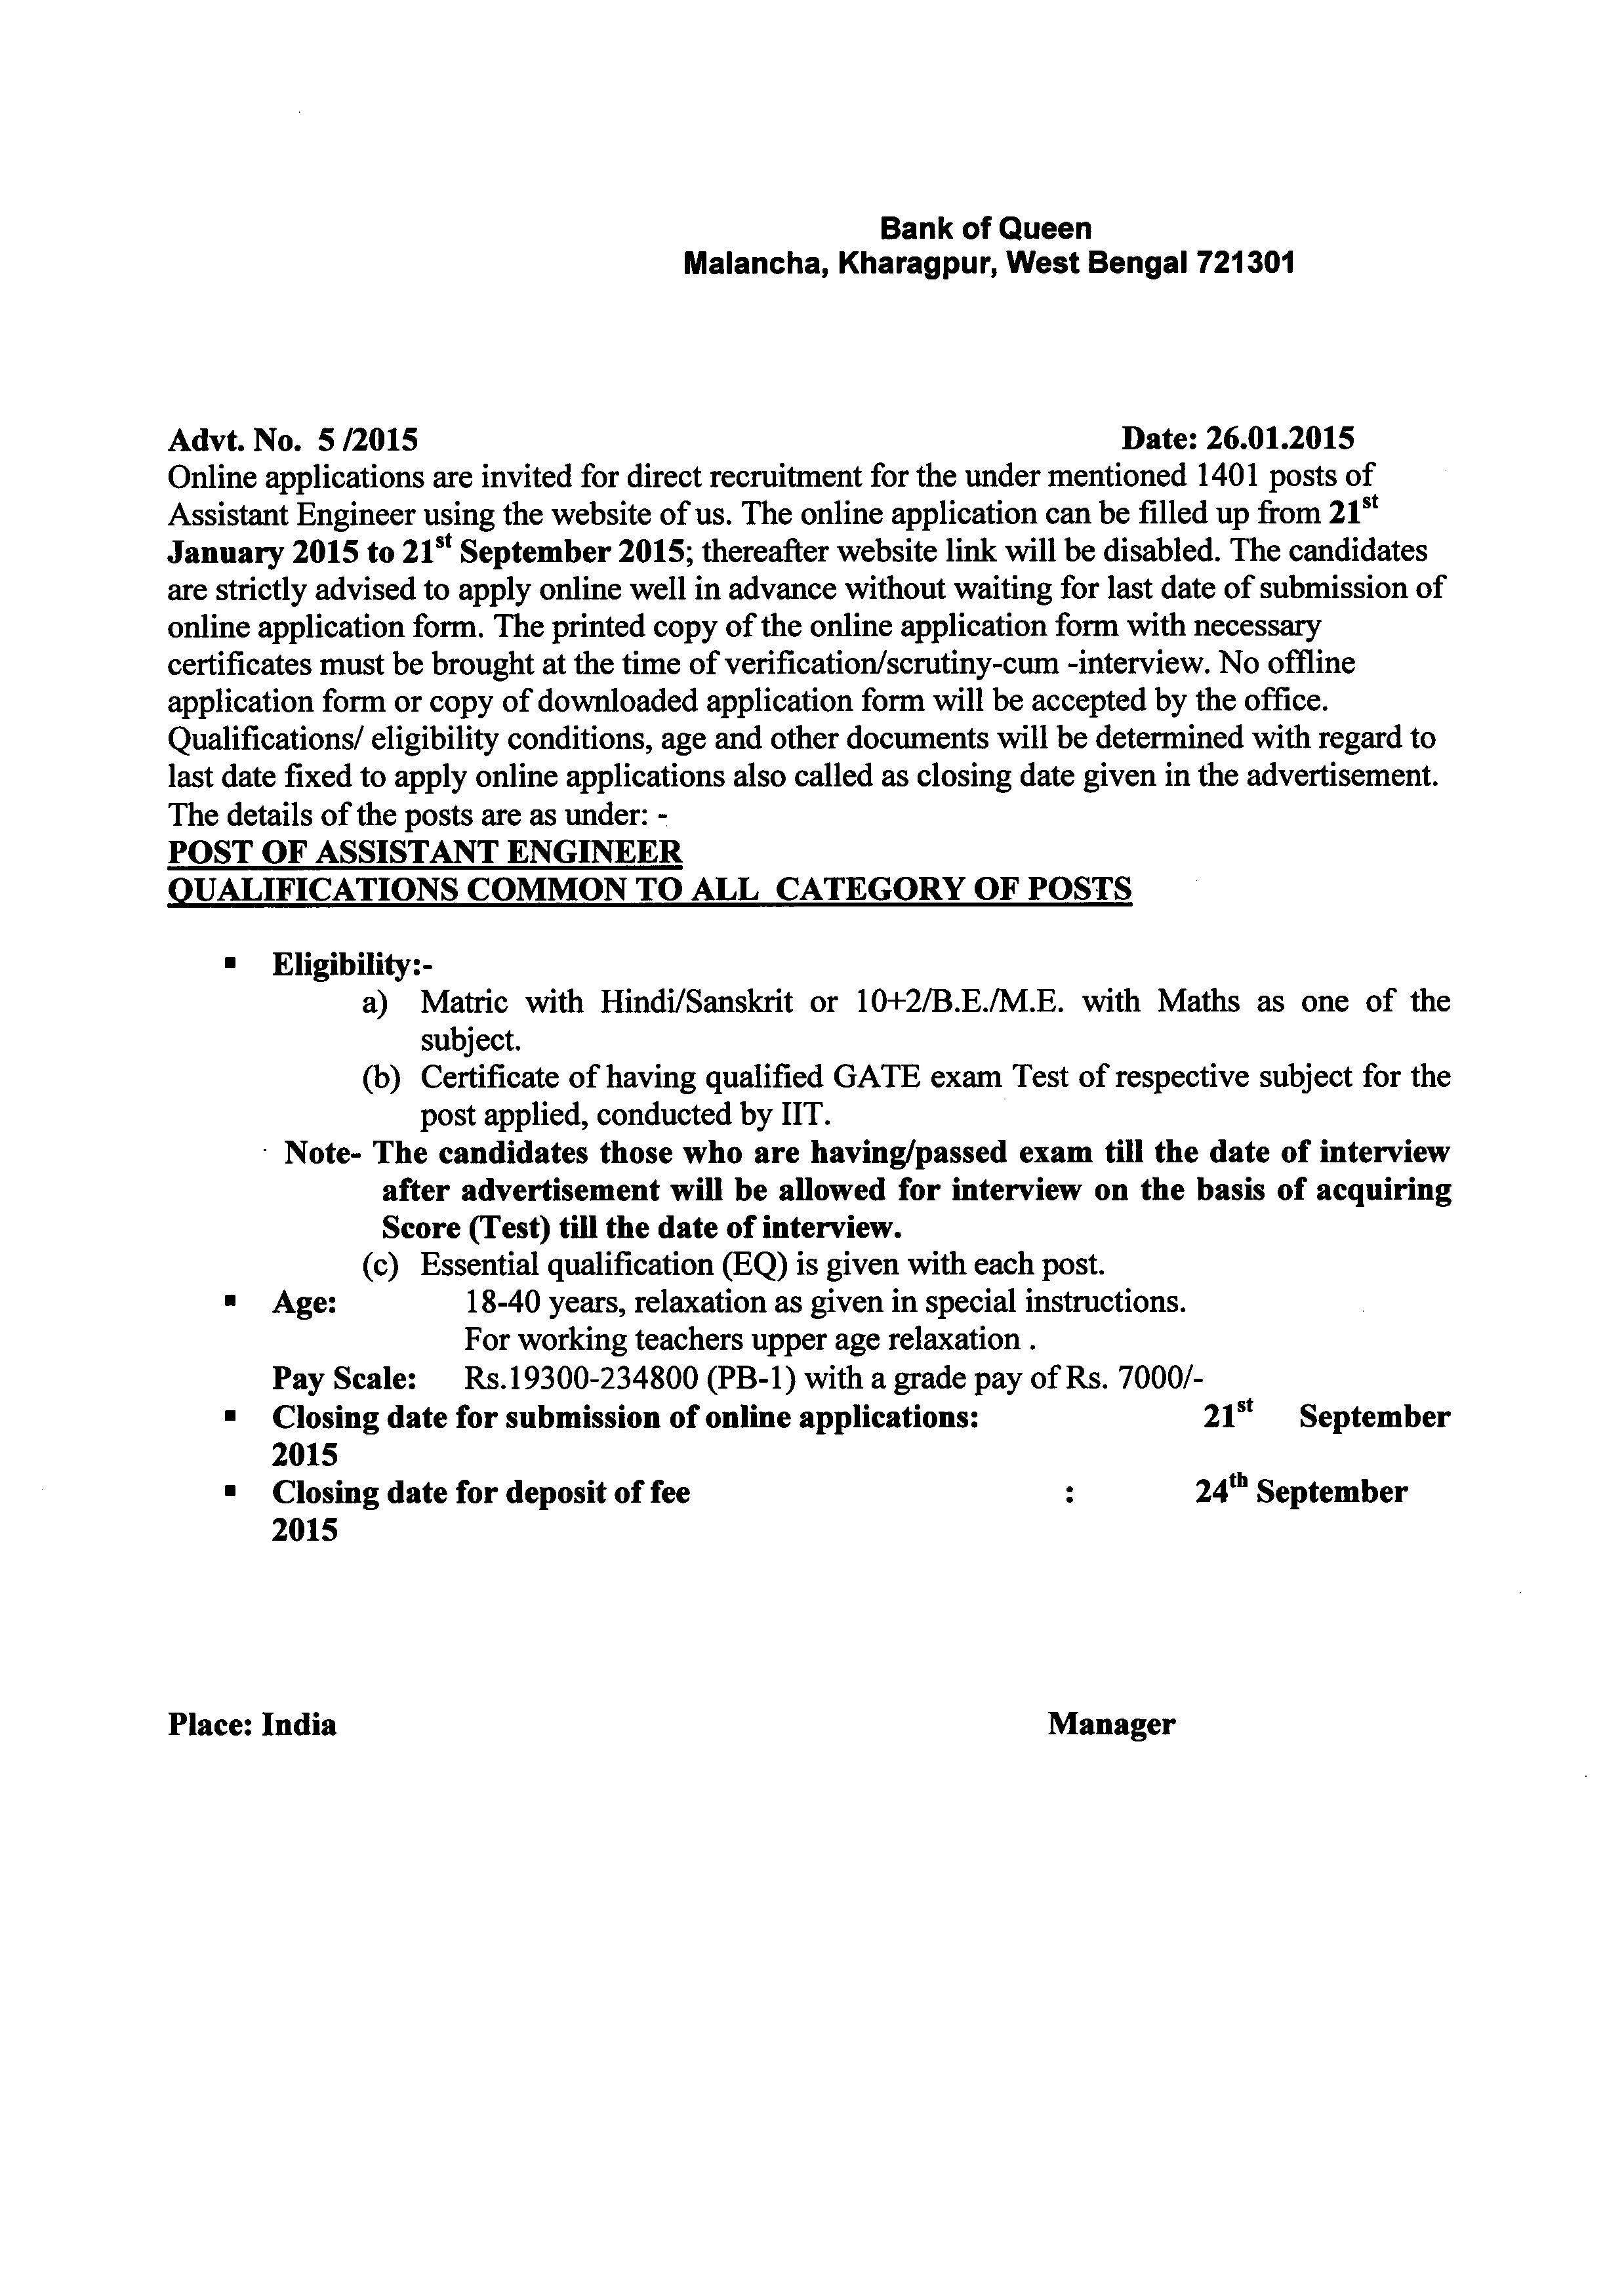 Bank of Queen
Malancha, Kharagpur, West Bengal 721301
Advt. No. 5 /2015 Date: 26.01.2015
Online applications are invited for direct recruitment for the under mentioned 1401 posts of
Assistant Engineer using the website of us. The online application can be filled up from 21st
January 2015 to 21st September 2015; thereafter website link will be disabled. The candidates
are strictly advised to apply online well in advance without waiting for last date of submission of
online application form. The printed copy of the online application form with necessary
certificates must be brought at the time of verification/scrutiny-cum -interview. No offline
application form or copy of downloaded application form will be accepted by the office.
Qualifications/ eligibility conditions, age and other documents will be determined with regard to
last date fixed to apply online applications also called as closing date given in the advertisement.
The details of the posts are as under: -
POST OF ASSISTANT ENGINEER
QUALIFICATIONS COMMON TO ALL CATEGORY OF POSTS
▪ Eligibility:-
a) Matric with Hindi/Sanskrit or 10+2/B.E./M.E. with Maths as one of the
subject.
(b) Certificate of having qualified GATE exam Test of respective subject for the
post applied, conducted by IIT.
Note- The candidates those who are having/passed exam till the date of interview
after advertisement will be allowed for interview on the basis of acquiring
Score (Test) till the date of interview.
(c) Essential qualification (EQ) is given with each post.
▪ Age: 18-40 years, relaxation as given in special instructions.
For working teachers upper age relaxation .
Pay Scale: Rs.19300-234800 (PB-1) with a grade pay of Rs. 7000/-
▪ Closing date for submission of online applications: 21st September
2015
▪ Closing date for deposit of fee : 24th September
2015
Place: India Manager